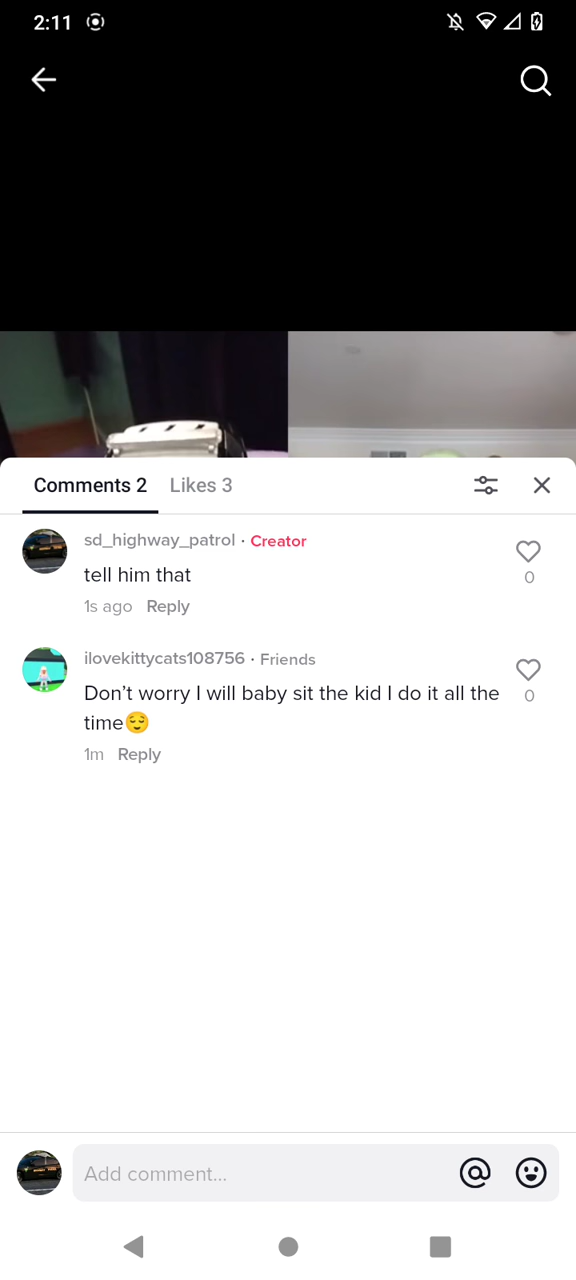 2:11
Comments 2 Likes 3
sd_highway_patrol · Creator
tell him that
0
1s ago Reply
ilovekittycats108756 · Friends
Don’t worry I will baby sit the kid I do it all the
time😌
0
1m Reply
Add comment...